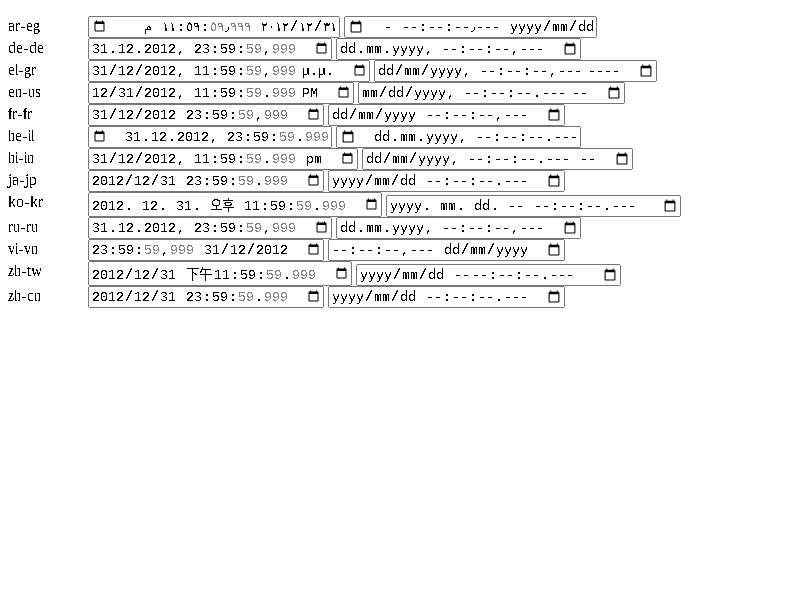 ar-eg ٣١/١٢/٢٠١٢ ١١:٥٩:٥٩٫٩٩٩ م yyyy/mm/dd --:--:--٫--- -
de-de 31.12.2012, 23:59:59,999 dd.mm.yyyy, --:--:--,---
el-gr 31/12/2012, 11:59:59,999 μ.μ. dd/mm/yyyy, --:--:--,--- ----
en-us 12/31/2012, 11:59:59.999 PM mm/dd/yyyy, --:--:--.--- --
fr-fr 31/12/2012 23:59:59,999 dd/mm/yyyy --:--:--,---
he-il 31.12.2012, 23:59:59.999 dd.mm.yyyy, --:--:--.---
hi-in 31/12/2012, 11:59:59.999 pm dd/mm/yyyy, --:--:--.--- --
ja-jp 2012/12/31 23:59:59.999 yyyy/mm/dd --:--:--.---
ko-kr 2012. 12. 31. 오후 11:59:59.999 yyyy. mm. dd. -- --:--:--.---
ru-ru 31.12.2012, 23:59:59,999 dd.mm.yyyy, --:--:--,---
vi-vn 23:59:59,999 31/12/2012 --:--:--,--- dd/mm/yyyy
zh-tw 2012/12/31 下午11:59:59.999 yyyy/mm/dd ----:--:--.---
zh-cn 2012/12/31 23:59:59.999 yyyy/mm/dd --:--:--.---